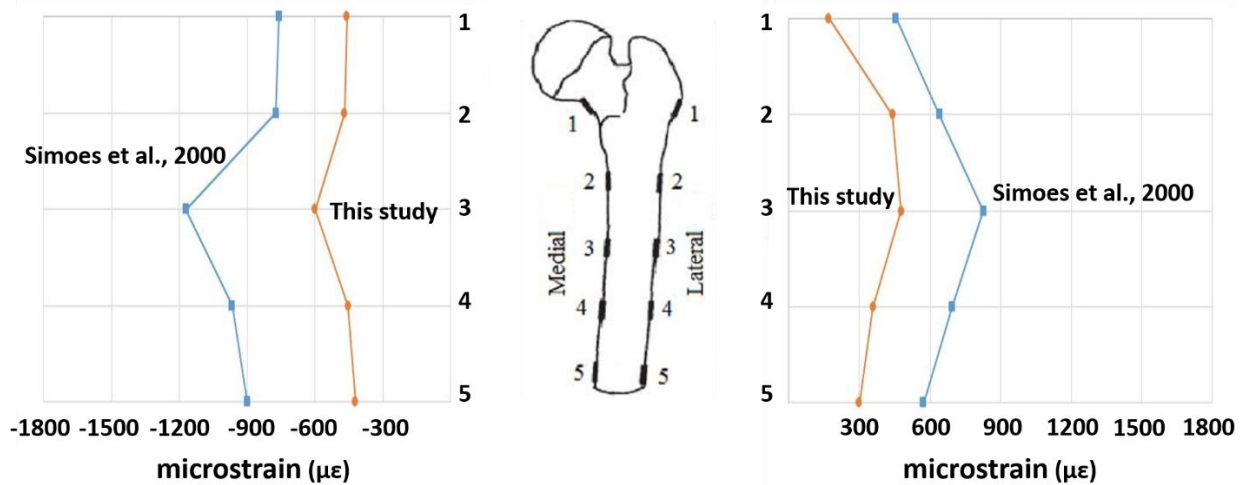 1
2
Simoes et al., 2000
3
This study
4
5
-1800 -1500 -1200 -900 -600 -300
microstrain (με)
1 1
2 2
3 3
Medial
Lateral
4 4
5 5
1
2
This study
Simoes et al., 2000
3
4
5
300 600 900 1200 1500 1800
microstrain (με)